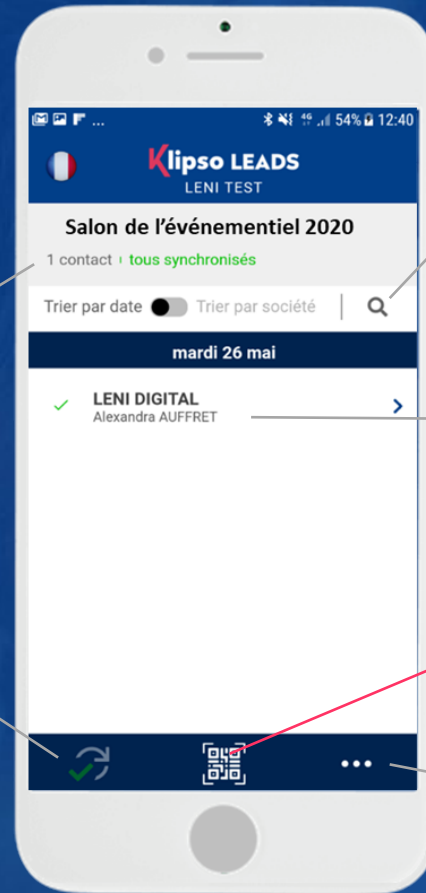 ... 4G 54% 12:40
Klipso LEADS
LENI TEST
Salon de l'événementiel 2020
1 contact tous synchronisés
Trier par date Trier par société
mardi 26 mai
LENI DIGITAL
Alexandra AUFFRET
...